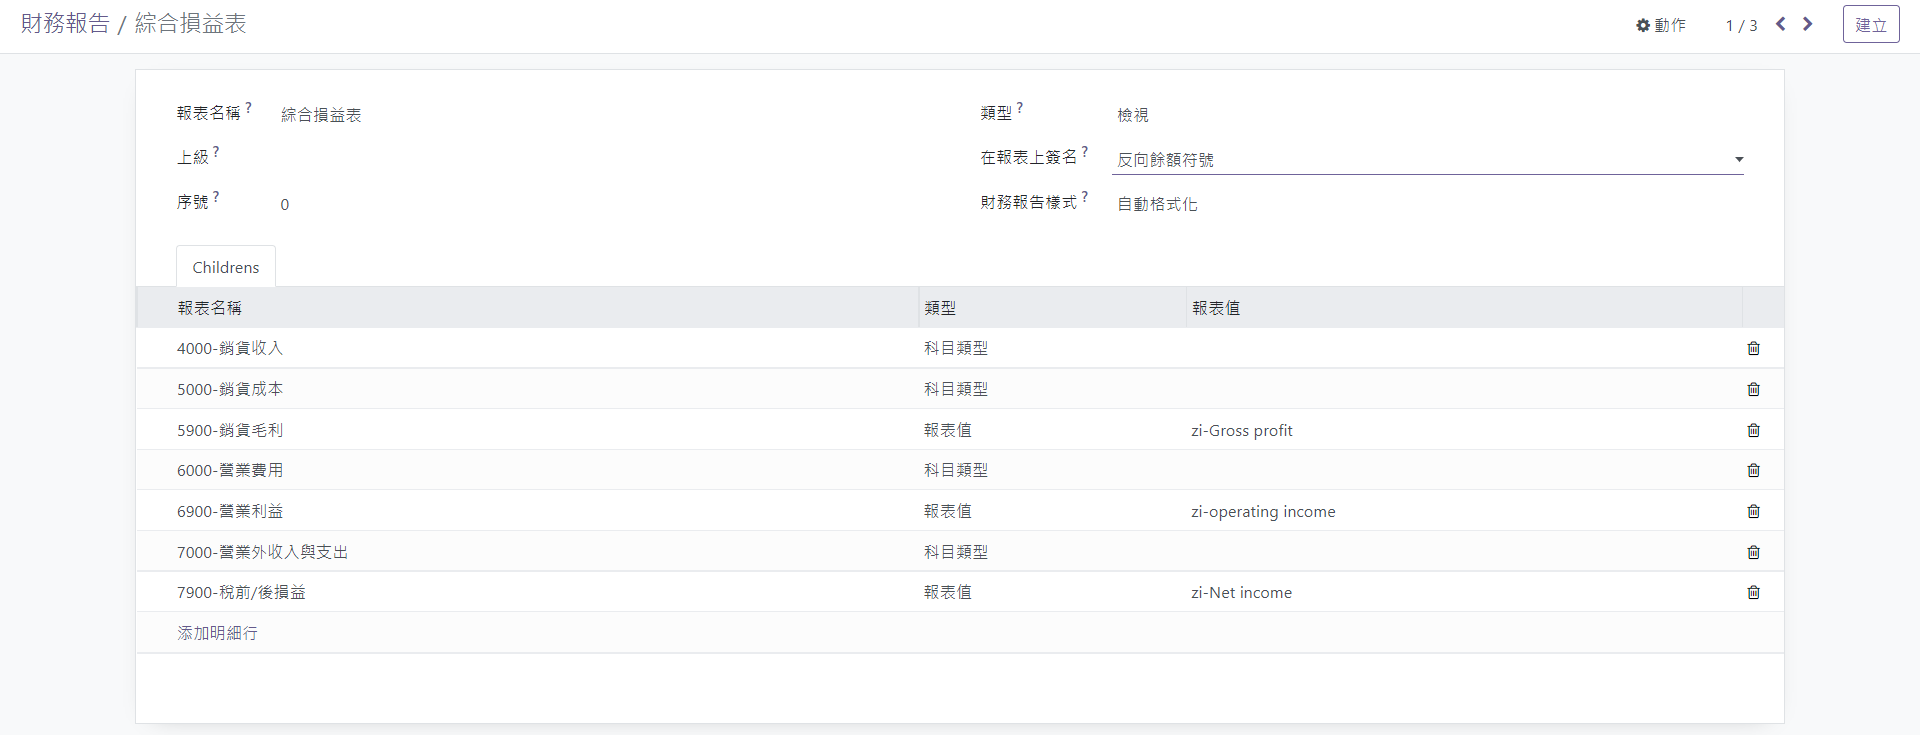 財務報告 / 綜合損益表
動作 1 / 3 建立
報表名稱 ? 綜合損益表 類型 ? 檢視
上級 ? 在報表上簽名 ? 反向餘額符號
序號 ? 0 財務報告樣式 ? 自動格式化
Childrens
報表名稱 類型 報表值
4000-銷貨收入 科目類型
5000-銷貨成本 科目類型
5900-銷貨毛利 報表值 zi-Gross profit
6000-營業費用 科目類型
6900-營業利益 報表值 zi-operating income
7000-營業外收入與支出 科目類型
7900-稅前/後損益 報表值 zi-Net income
添加明細行